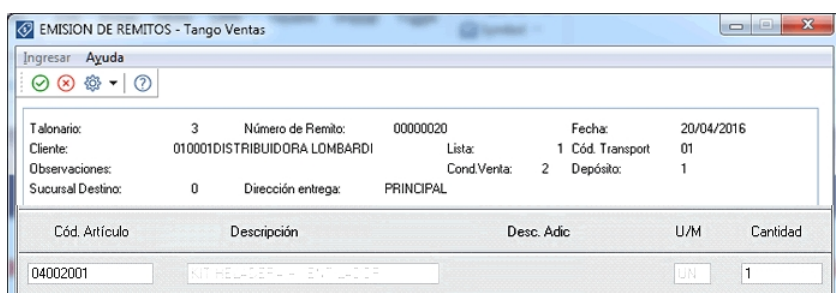 EMISION DE REMITOS - Tango Ventas
Ingresar Ayuda
Talonario: 3 Número de Remito: 00000020 Fecha: 20/04/2016
Cliente: 010001DISTRIBUIDORA LOMBARDI Lista: 1 Cód. Transport 01
Observaciones: Cond.Venta: 2 Depósito: 1
Sucursal Destino: 0 Dirección entrega: PRINCIPAL
Cód. Artículo Descripción Desc. Adic U/M Cantidad
04002001 KIT HELADERA UN 1